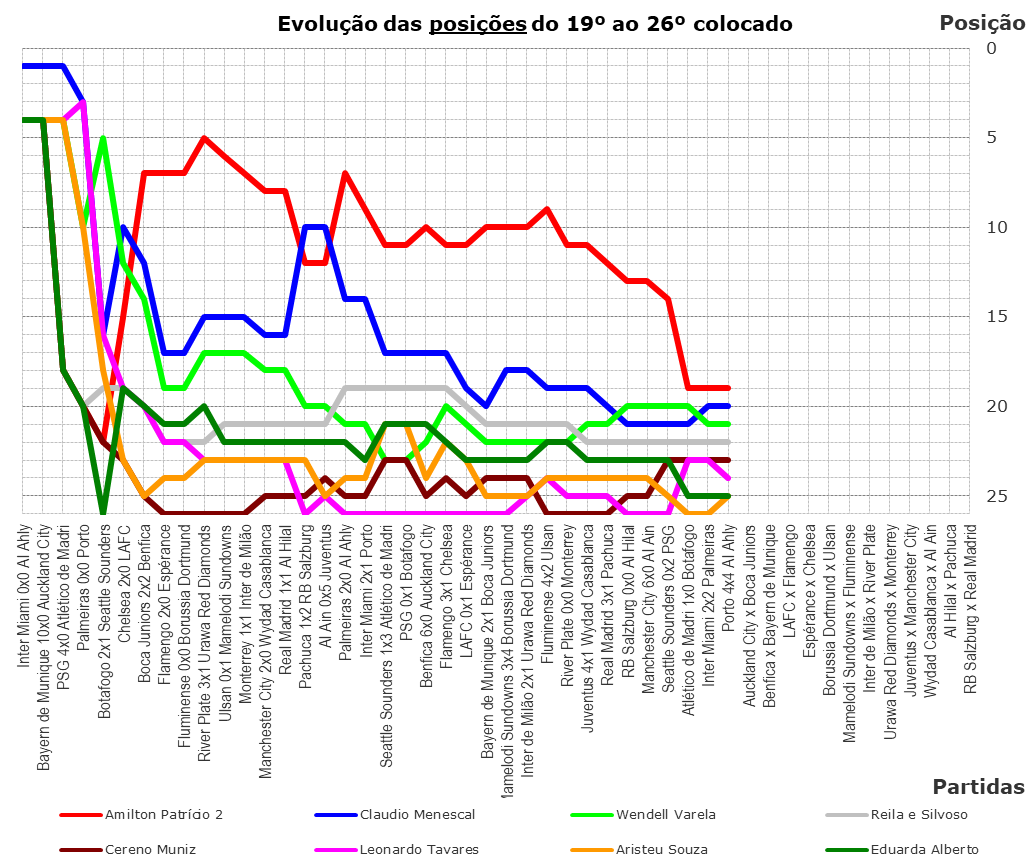 Evolução das posições do 19º ao 26º colocado
Posição
0
5
10
15
20
25
Inter Miami 0x0 Al Ahly
Bayern de Munique 10x0 Auckland City
PSG 4x0 Atlético de Madri
Palmeiras 0x0 Porto
Botafogo 2x1 Seattle Sounders
Chelsea 2x0 LAFC
Boca Juniors 2x2 Benfica
Flamengo 2x0 Espérance
Fluminense 0x0 Borussia Dortmund
River Plate 3x1 Urawa Red Diamonds
Ulsan 0x1 Mamelodi Sundowns
Monterrey 1x1 Inter de Milão
Manchester City 2x0 Wydad Casablanca
Real Madrid 1x1 Al Hilal
Pachuca 1x2 RB Salzburg
Al Ain 0x5 Juventus
Palmeiras 2x0 Al Ahly
Inter Miami 2x1 Porto
Seattle Sounders 1x3 Atlético de Madri
PSG 0x1 Botafogo
Benfica 6x0 Auckland City
Flamengo 3x1 Chelsea
LAFC 0x1 Espérance
Bayern de Munique 2x1 Boca Juniors
Mamelodi Sundowns 3x4 Borussia Dortmund
Inter de Milão 2x1 Urawa Red Diamonds
Fluminense 4x2 Ulsan
River Plate 0x0 Monterrey
Juventus 4x1 Wydad Casablanca
Real Madrid 3x1 Pachuca
RB Salzburg 0x0 Al Hilal
Manchester City 6x0 Al Ain
Seattle Sounders 0x2 PSG
Atlético de Madri 1x0 Botafogo
Inter Miami 2x2 Palmeiras
Porto 4x4 Al Ahly
Auckland City x Boca Juniors
Benfica x Bayern de Munique
LAFC x Flamengo
Espérance x Chelsea
Borussia Dortmund x Ulsan
Mamelodi Sundowns x Fluminense
Inter de Milão x River Plate
Urawa Red Diamonds x Monterrey
Juventus x Manchester City
Wydad Casablanca x Al Ain
Al Hilal x Pachuca
RB Salzburg x Real Madrid
Partidas
Amilton Patrício 2
Claudio Menescal
Wendell Varela
Reila e Silvoso
Cereno Muniz
Leonardo Tavares
Aristeu Souza
Eduarda Alberto